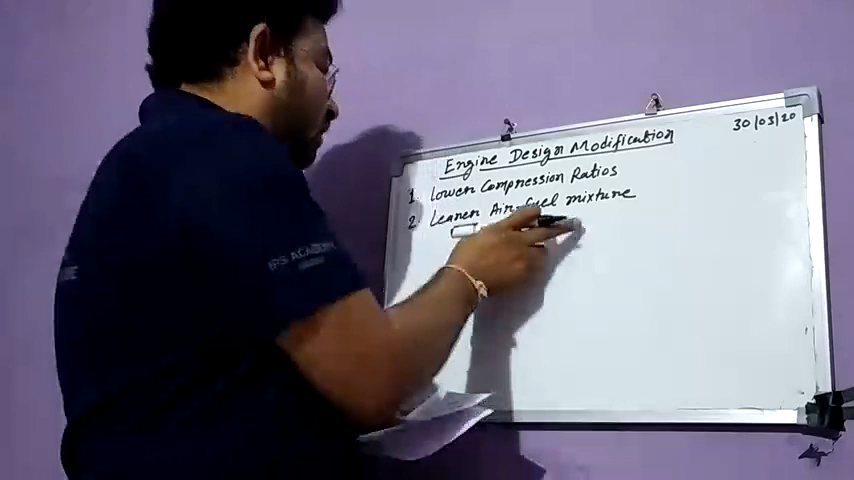 Engine Design Modification
30/03/20
1. Lower Compression Ratios
2. Leaner Air-fuel mixture